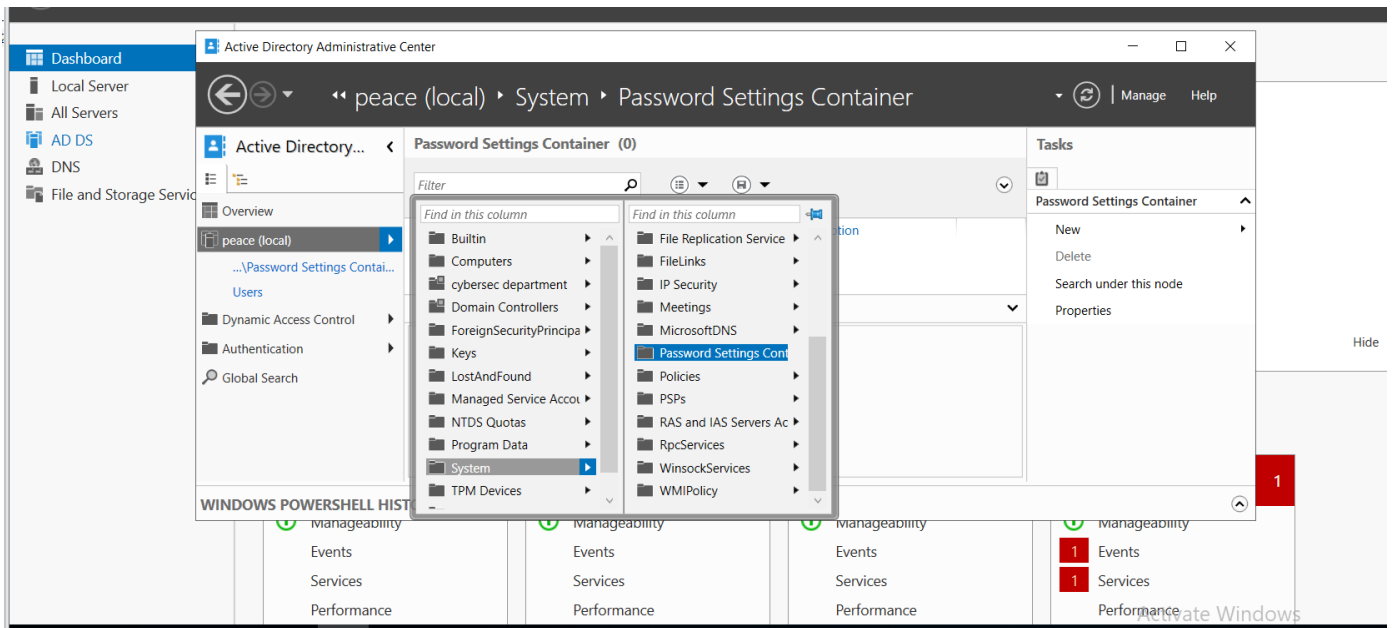 Dashboard
Local Server
All Servers
AD DS
DNS
File and Storage Servic
Active Directory Administrative Center
peace (local) System Password Settings Container
Manage Help
Active Directory...
Overview
peace (local)
...\Password Settings Contai...
Users
Dynamic Access Control
Authentication
Global Search
Password Settings Container (0)
Filter
Find in this column
Builtin
Computers
cybersec department
Domain Controllers
ForeignSecurityPrincipa
Keys
LostAndFound
Managed Service Accou
NTDS Quotas
Program Data
System
TPM Devices
Find in this column
File Replication Service
FileLinks
IP Security
Meetings
MicrosoftDNS
Password Settings Cont
Policies
PSPs
RAS and IAS Servers Ac
RpcServices
WinsockServices
WMIPolicy
ption
Tasks
Password Settings Container
New
Delete
Search under this node
Properties
Hide
WINDOWS POWERSHELL HIST
1
Manageability
Events
Services
Performance
Manageability
Events
Services
Performance
Manageability
Events
Services
Performance
Manageability
1 Events
1 Services
Performance
Activate Windows